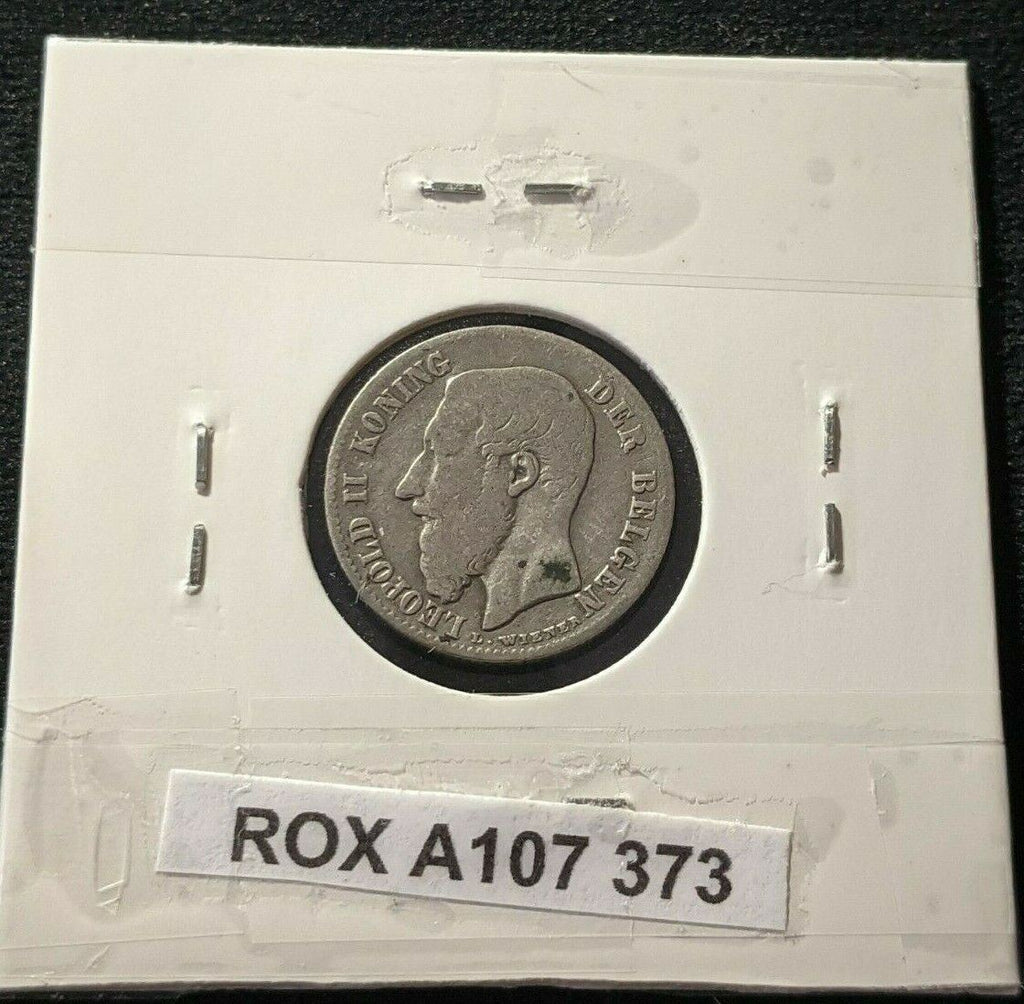 LEOPOLD II KONING DER BELGEN
L. WIENER
ROX A107 373